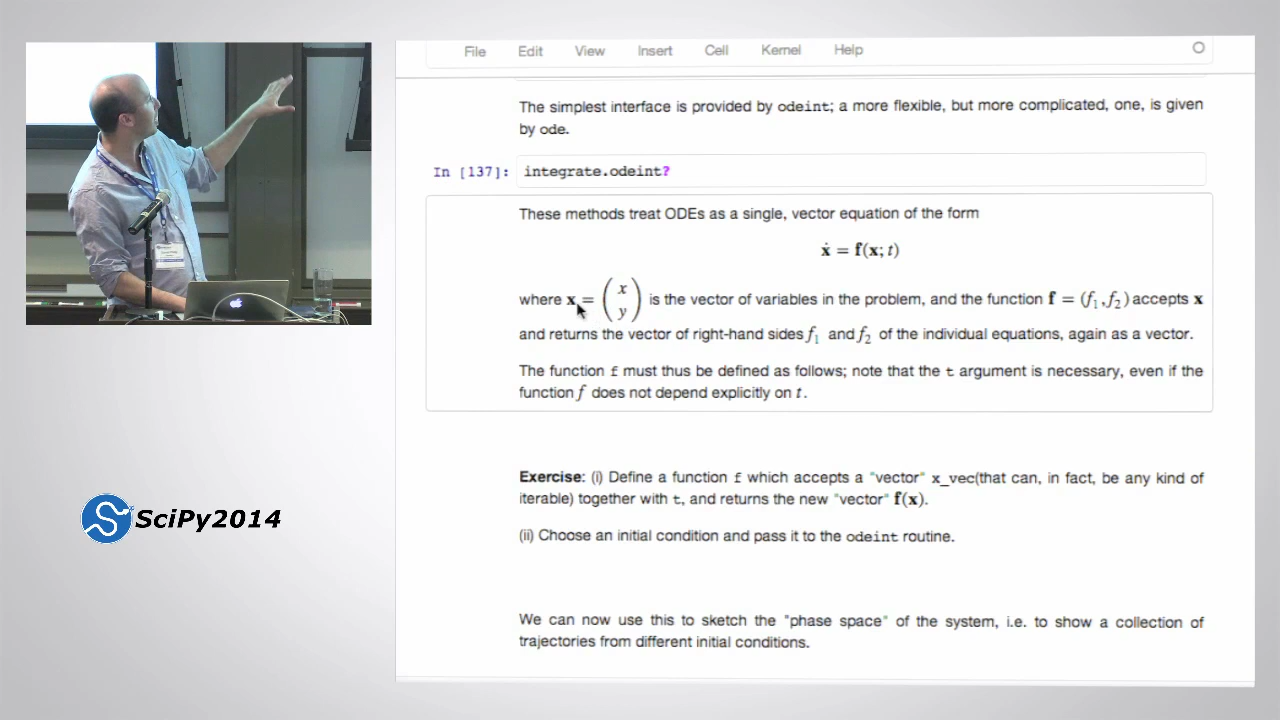 File Edit View Insert Cell Kernel Help
The simplest interface is provided by odeint; a more flexible, but more complicated, one, is given
by ode.
In [137]: integrate.odeint?
These methods treat ODEs as a single, vector equation of the form
ẋ = f(x; t)
where x = ( x y ) is the vector of variables in the problem, and the function f = (f₁, f₂) accepts x
and returns the vector of right-hand sides f₁ and f₂ of the individual equations, again as a vector.
The function f must thus be defined as follows; note that the t argument is necessary, even if the
function f does not depend explicitly on t.
Exercise: (i) Define a function f which accepts a "vector" x_vec(that can, in fact, be any kind of
iterable) together with t, and returns the new "vector" f(x).
(ii) Choose an initial condition and pass it to the odeint routine.
We can now use this to sketch the "phase space" of the system, i.e. to show a collection of
trajectories from different initial conditions.
SciPy2014